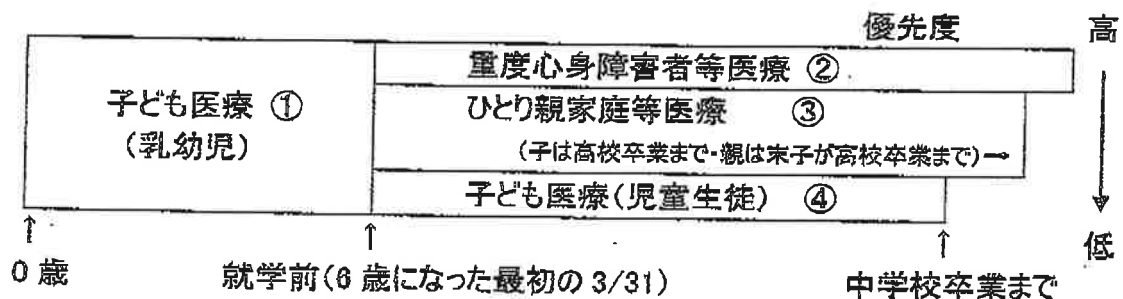 優先度 高
重度心身障害者等医療 ②
子ども医療 ①
(乳幼児)
ひとり親家庭等医療 ③
(子は高校卒業まで・親は末子が高校卒業まで)→
子ども医療(児童生徒) ④
低
↑ ↑ ↑
0歳 就学前(6歳になった最初の3/31) 中学校卒業まで